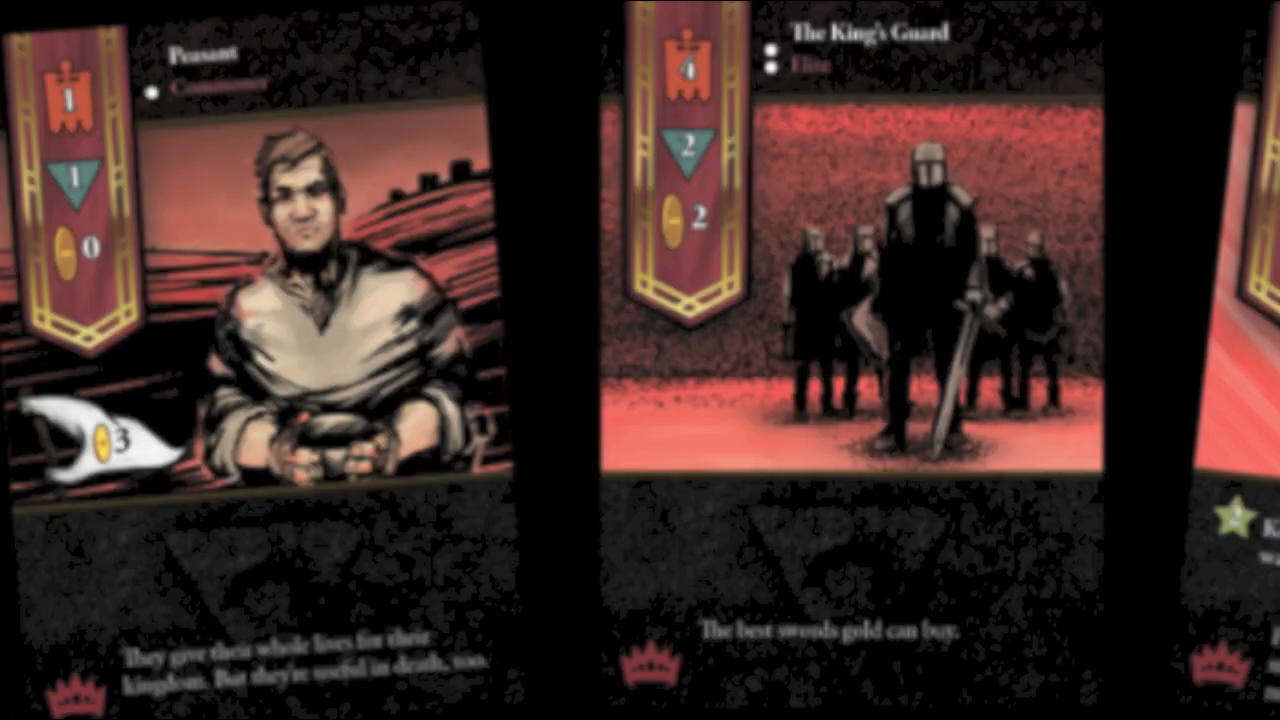 Peasant
Commoner
1
1
0
3
They give their whole lives for their
kingdom. But they're useful in death, too.
The King's Guard
Elite
4
2
2
The best swords gold can buy.